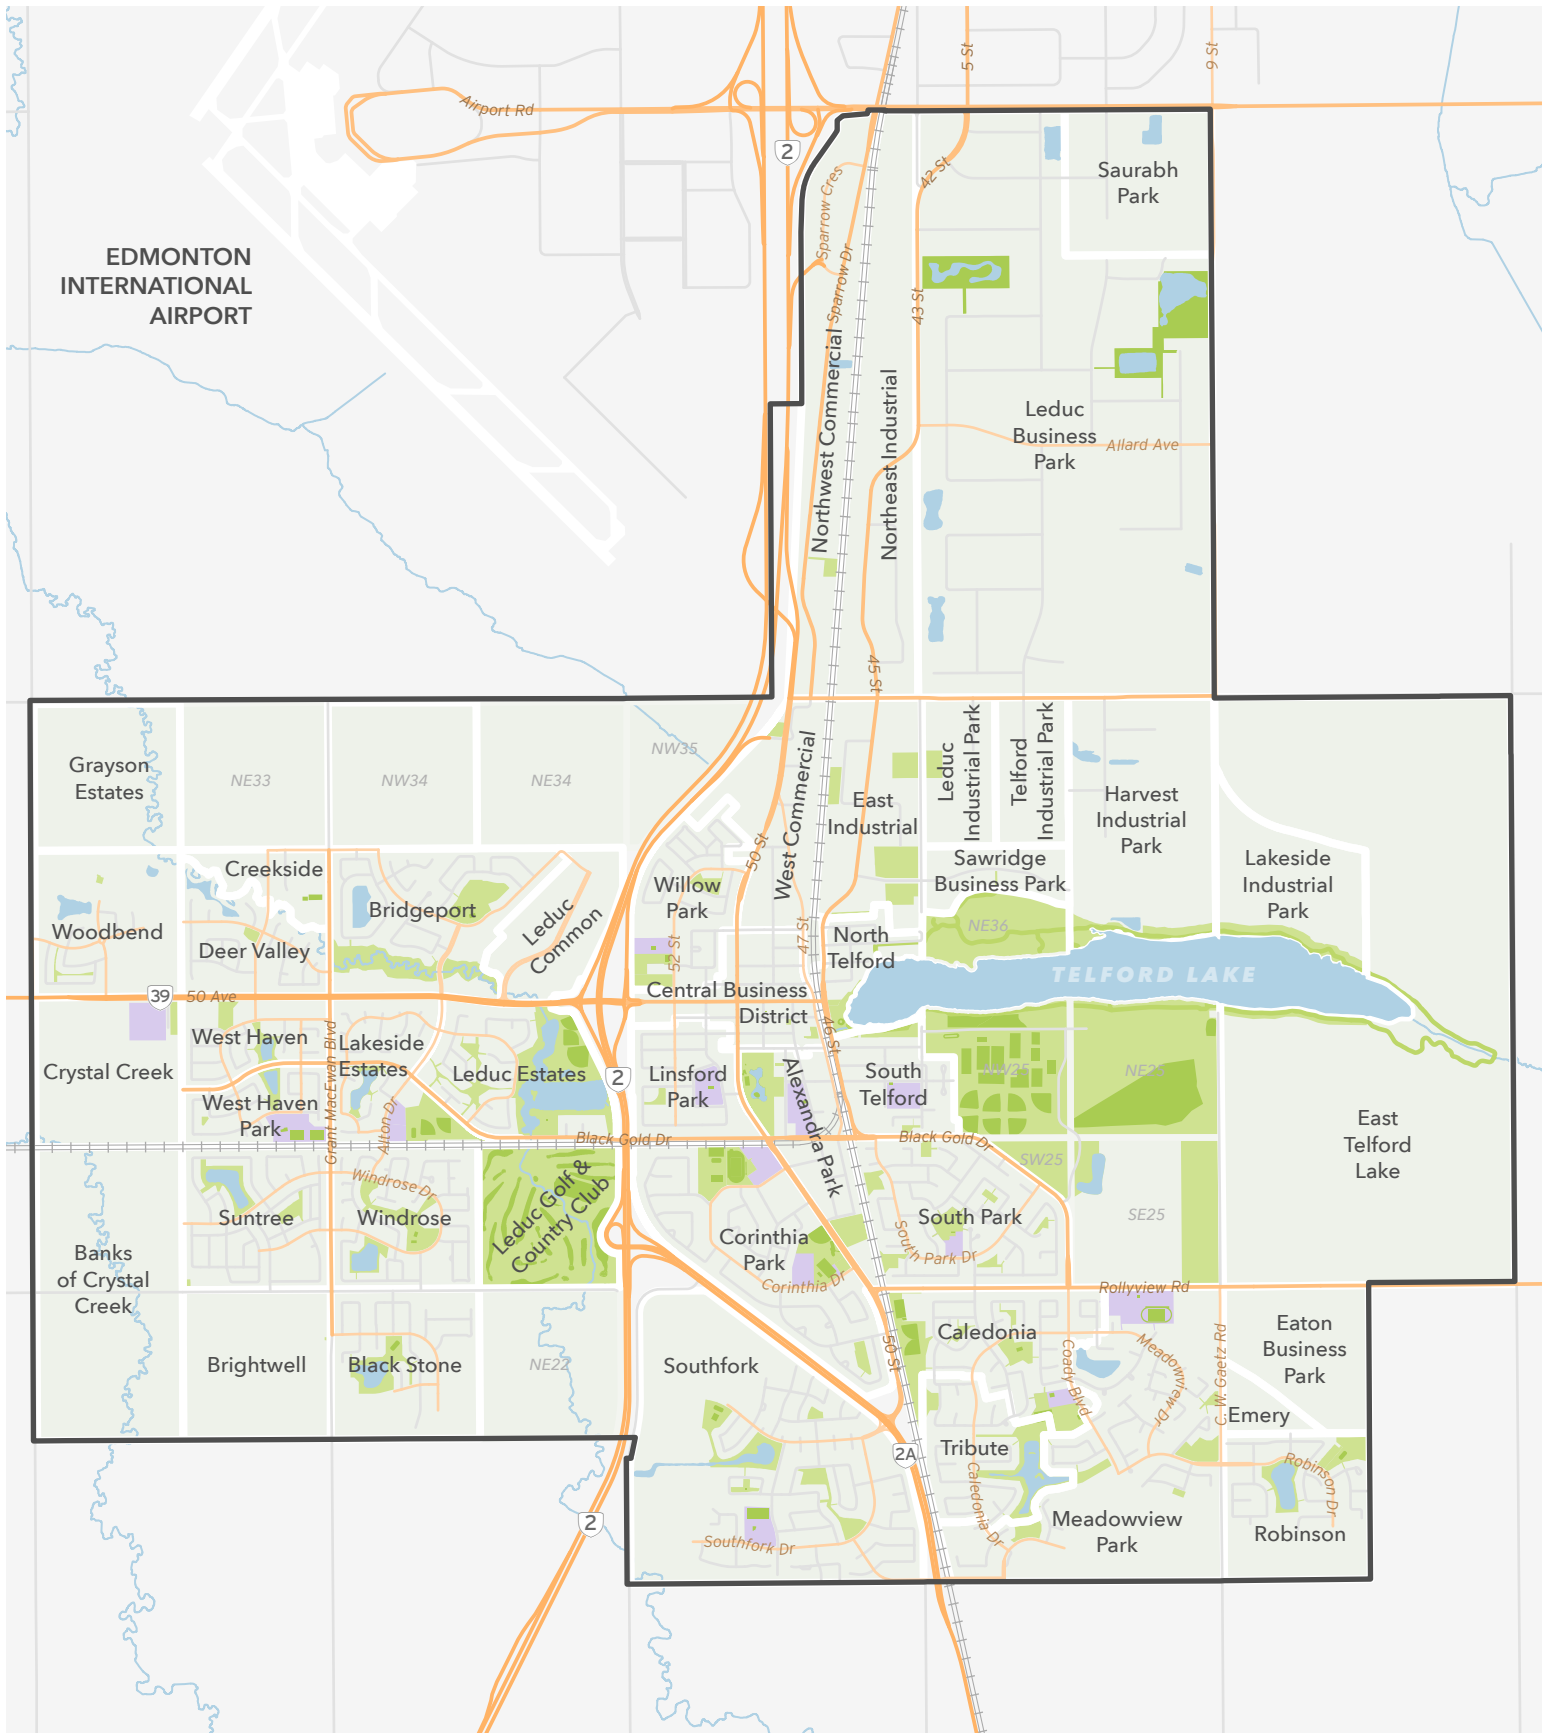 5 St
9 St
Airport Rd
2
42 St
Saurabh
Park
Sparrow Cres
EDMONTON
INTERNATIONAL
AIRPORT
Sparrow Dr
43 St
Northwest Commercial
Northeast Industrial
Leduc
Business
Park
Allard Ave
45 St
NW35
Grayson
Estates
NE33
NW34
NE34
West Commercial
East
Industrial
Leduc
Industrial Park
Telford
Industrial Park
Harvest
Industrial
Park
50 St
Creekside
Willow
Park
Sawridge
Business Park
Lakeside
Industrial
Park
Woodbend
Deer Valley
Bridgeport
Leduc
Common
52 St
47 St
North
Telford
NE36
TELFORD LAKE
39
50 Ave
Central Business
District
46 St
West Haven
Grant MacEwan Blvd
Lakeside
Estates
Crystal Creek
Leduc Estates
2
Linsford
Park
Alexandra Park
South
Telford
NW25
NE25
West Haven
Park
Alton Dr
Black Gold Dr
Black Gold Dr
East
Telford
Lake
SW25
Windrose Dr
Suntree
Windrose
Leduc Golf &
Country Club
Corinthia
Park
Corinthia Dr
South Park
South Park Dr
SE25
Banks
of Crystal
Creek
Rollyview Rd
Brightwell
Black Stone
NE22
Southfork
50 St
Caledonia
Coady Blvd
Meadowview Dr
C. W. Gaetz Rd
Eaton
Business
Park
Emery
2A
Tribute
Caledonia Dr
Robinson Dr
2
Southfork Dr
Meadowview
Park
Robinson